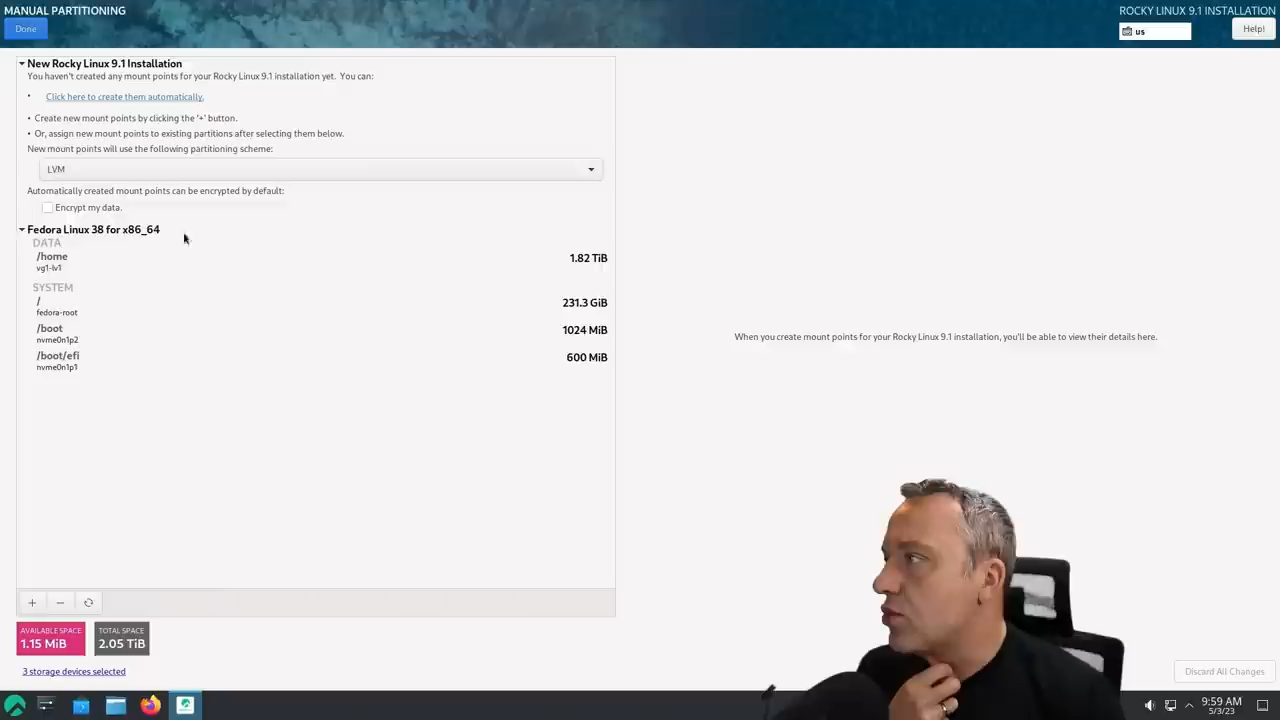 MANUAL PARTITIONING
ROCKY LINUX 9.1 INSTALLATION
Done
us
Help!
New Rocky Linux 9.1 Installation
You haven't created any mount points for your Rocky Linux 9.1 installation yet. You can:
• Click here to create them automatically.
• Create new mount points by clicking the '+' button.
• Or, assign new mount points to existing partitions after selecting them below.
New mount points will use the following partitioning scheme:
LVM
Automatically created mount points can be encrypted by default:
Encrypt my data.
Fedora Linux 38 for x86_64
DATA
/home
1.82 TiB
vg1-lv1
SYSTEM
/
231.3 GiB
fedora-root
/boot
1024 MiB
nvme0n1p2
/boot/efi
600 MiB
nvme0n1p1
When you create mount points for your Rocky Linux 9.1 installation, you'll be able to view their details here.
+ −
AVAILABLE SPACE
1.15 MiB
TOTAL SPACE
2.05 TiB
3 storage devices selected
Discard All Changes
9:59 AM
5/3/23